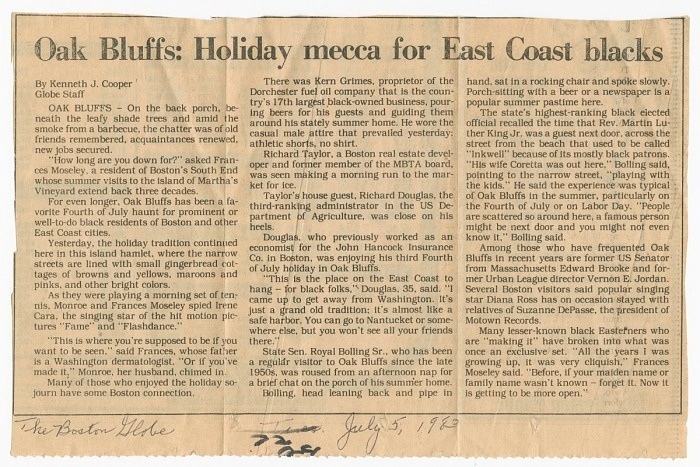 Oak Bluffs: Holiday mecca for East Coast blacks
By Kenneth J. Cooper
Globe Staff
OAK BLUFFS – On the back porch, be-
neath the leafy shade trees and amid the
smoke from a barbecue, the chatter was of old
friends remembered, acquaintances renewed,
new jobs secured.
"How long are you down for?" asked Fran-
ces Moseley, a resident of Boston's South End
whose summer visits to the island of Martha's
Vineyard extend back three decades.
For even longer, Oak Bluffs has been a fa-
vorite Fourth of July haunt for prominent or
well-to-do black residents of Boston and other
East Coast cities.
Yesterday, the holiday tradition continued
here in this island hamlet, where the narrow
streets are lined with small gingerbread cot-
tages of browns and yellows, maroons and
pinks, and other bright colors.
As they were playing a morning set of ten-
nis, Monroe and Frances Moseley spied Irene
Cara, the singing star of the hit motion pic-
tures "Fame" and "Flashdance."
"This is where you're supposed to be if you
want to be seen," said Frances, whose father
is a Washington dermatologist. "Or if you've
made it," Monroe, her husband, chimed in.
Many of those who enjoyed the holiday so-
journ have some Boston connection.
There was Kern Grimes, proprietor of the
Dorchester fuel oil company that is the coun-
try's 17th largest black-owned business, pour-
ing beers for his guests and guiding them
around his stately summer home. He wore the
casual male attire that prevailed yesterday:
athletic shorts, no shirt.
Richard Taylor, a Boston real estate devel-
oper and former member of the MBTA board,
was seen making a morning run to the mar-
ket for ice.
Taylor's house guest, Richard Douglas, the
third-ranking administrator in the US De-
partment of Agriculture, was close on his
heels.
Douglas, who previously worked as an
economist for the John Hancock Insurance
Co. in Boston, was enjoying his third Fourth
of July holiday in Oak Bluffs.
"This is the place on the East Coast to
hang – for black folks," Douglas, 35, said. "I
came up to get away from Washington. It's
just a grand old tradition; it's almost like a
safe harbor. You can go to Nantucket or some-
where else, but you won't see all your friends
there."
State Sen. Royal Bolling Sr., who has been
a regular visitor to Oak Bluffs since the late
1950s, was roused from an afternoon nap for
a brief chat on the porch of his summer home.
Bolling, head leaning back and pipe in
hand, sat in a rocking chair and spoke slowly.
Porch-sitting with a beer or a newspaper is a
popular summer pastime here.
The state's highest-ranking black elected
official recalled the time that Rev. Martin Lu-
ther King Jr. was a guest next door, across the
street from the beach that used to be called
"Inkwell" because of its mostly black patrons.
"His wife Coretta was out here," Bolling said,
pointing to the narrow street, "playing with
the kids." He said the experience was typical
of Oak Bluffs in the summer, particularly on
the Fourth of July or on Labor Day. "People
are scattered so around here, a famous person
might be next door and you might not even
know it," Bolling said.
Among those who have frequented Oak
Bluffs in recent years are former US Senator
from Massachusetts Edward Brooke and for-
mer Urban League director Vernon E. Jordan.
Several Boston visitors said popular singing
star Diana Ross has on occasion stayed with
relatives of Suzanne DePasse, the president of
Motown Records.
Many lesser-known black Easterners who
are "making it" have broken into what was
once an exclusive set. "All the years I was
growing up, it was very cliquish," Frances
Moseley said. "Before, if your maiden name or
family name wasn't known – forget it. Now it
is getting to be more open."
The Boston Globe
July 5, 1983